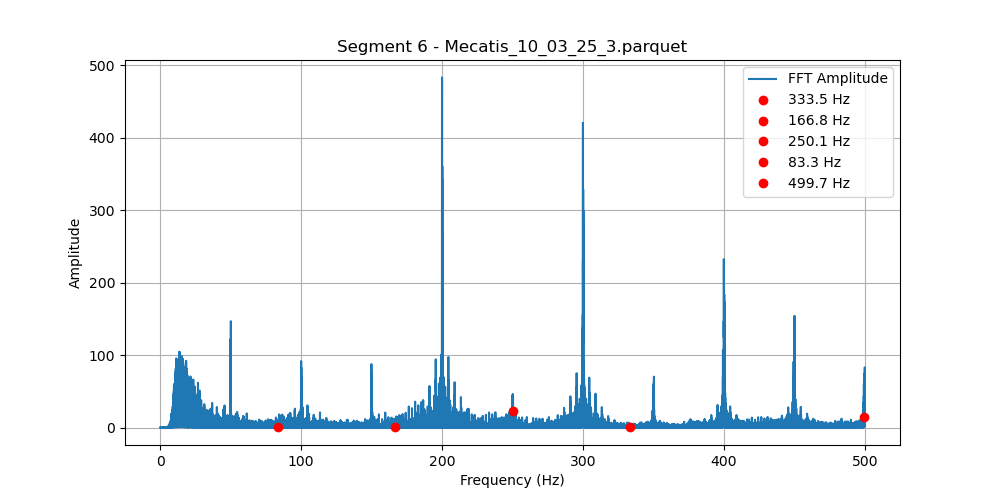 Segment 6 - Mecatis_10_03_25_3.parquet
500
400
300
200
100
0
Amplitude
FFT Amplitude
333.5 Hz
166.8 Hz
250.1 Hz
83.3 Hz
499.7 Hz
0 100 200 300 400 500
Frequency (Hz)